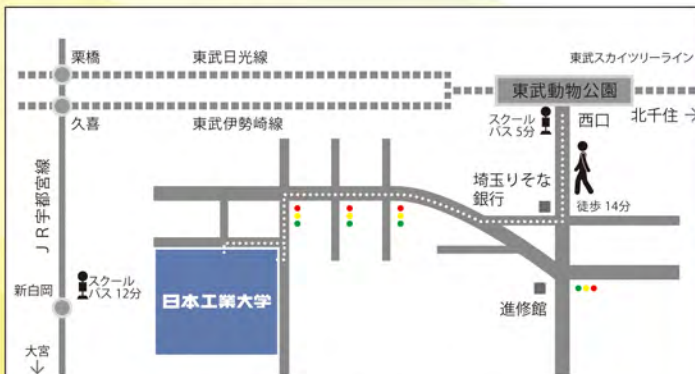 栗橋
東武日光線
東武スカイツリーライン
東武動物公園
久喜
東武伊勢崎線
スクール
バス 5分
西口
北千住
JR宇都宮線
埼玉りそな
銀行
徒歩 14分
スクール
バス 12分
新白岡
日本工業大学
進修館
大宮